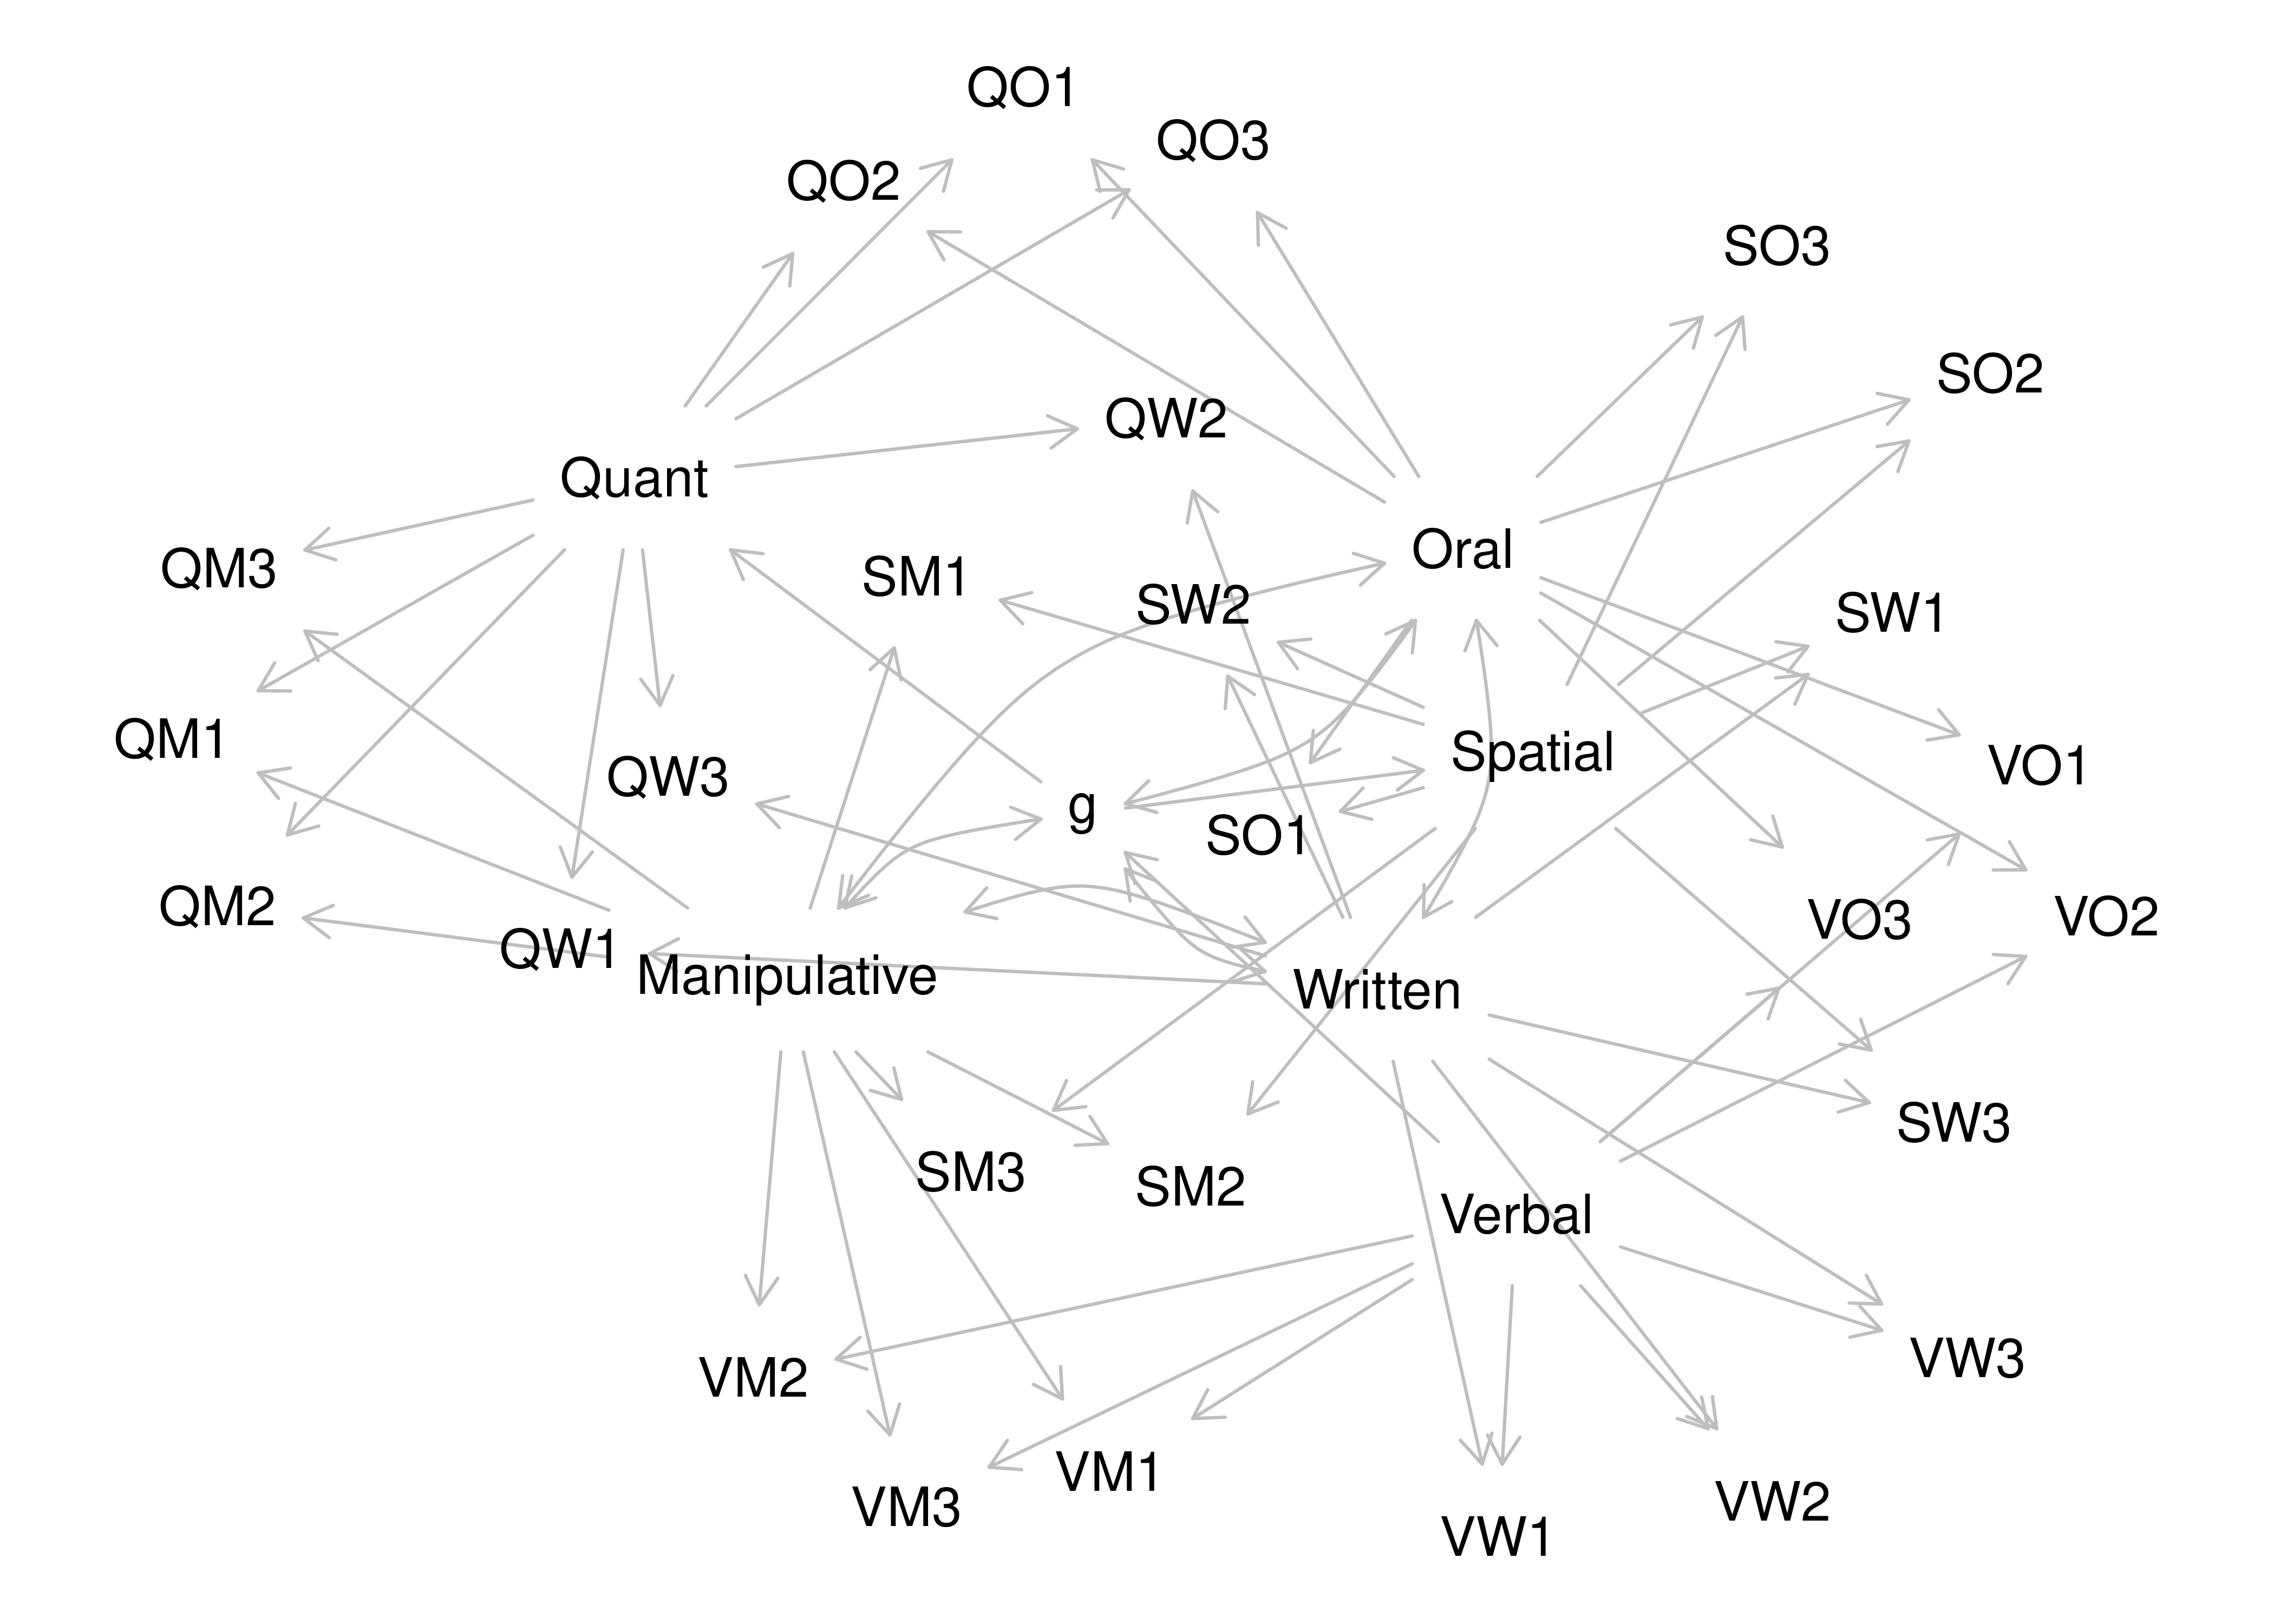 QO1
QO3
QO2
SO3
SO2
QW2
Quant
Oral
QM3
SM1
SW2
SW1
QM1
Spatial
VO1
QW3
g
SO1
QM2
VO3
VO2
QW1
Manipulative
Written
SW3
SM3
SM2
Verbal
VW3
VM2
VM1
VW2
VM3
VW1